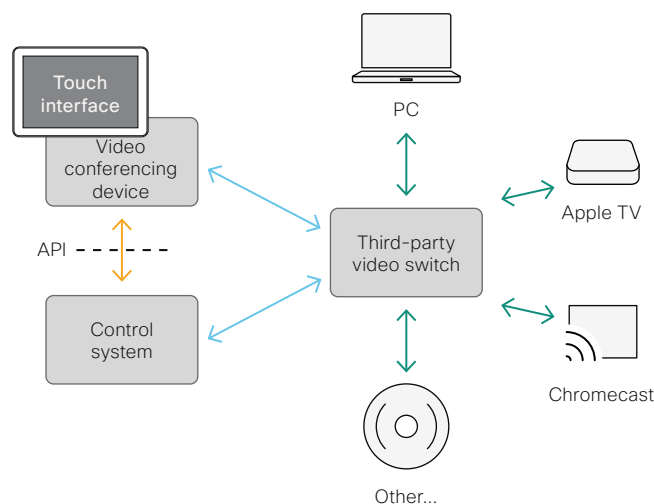 Touch
interface
PC
Video
conferencing
device
Apple TV
API
Third-party
video switch
Control
system
Chromecast
Other...